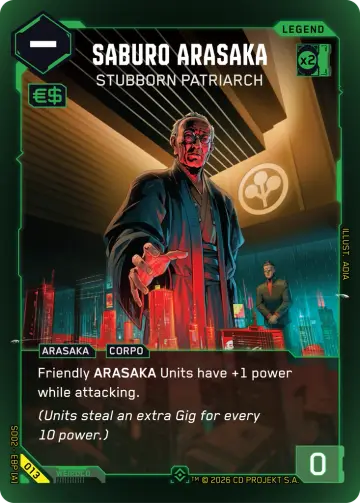 LEGEND
SABURO ARASAKA
x2
STUBBORN PATRIARCH
€$
ILLUST. ADIA
ARASAKA CORPO
Friendly ARASAKA Units have +1 power
while attacking.
(Units steal an extra Gig for every
10 power.)
0
013
™ © 2026 CD PROJEKT S.A.